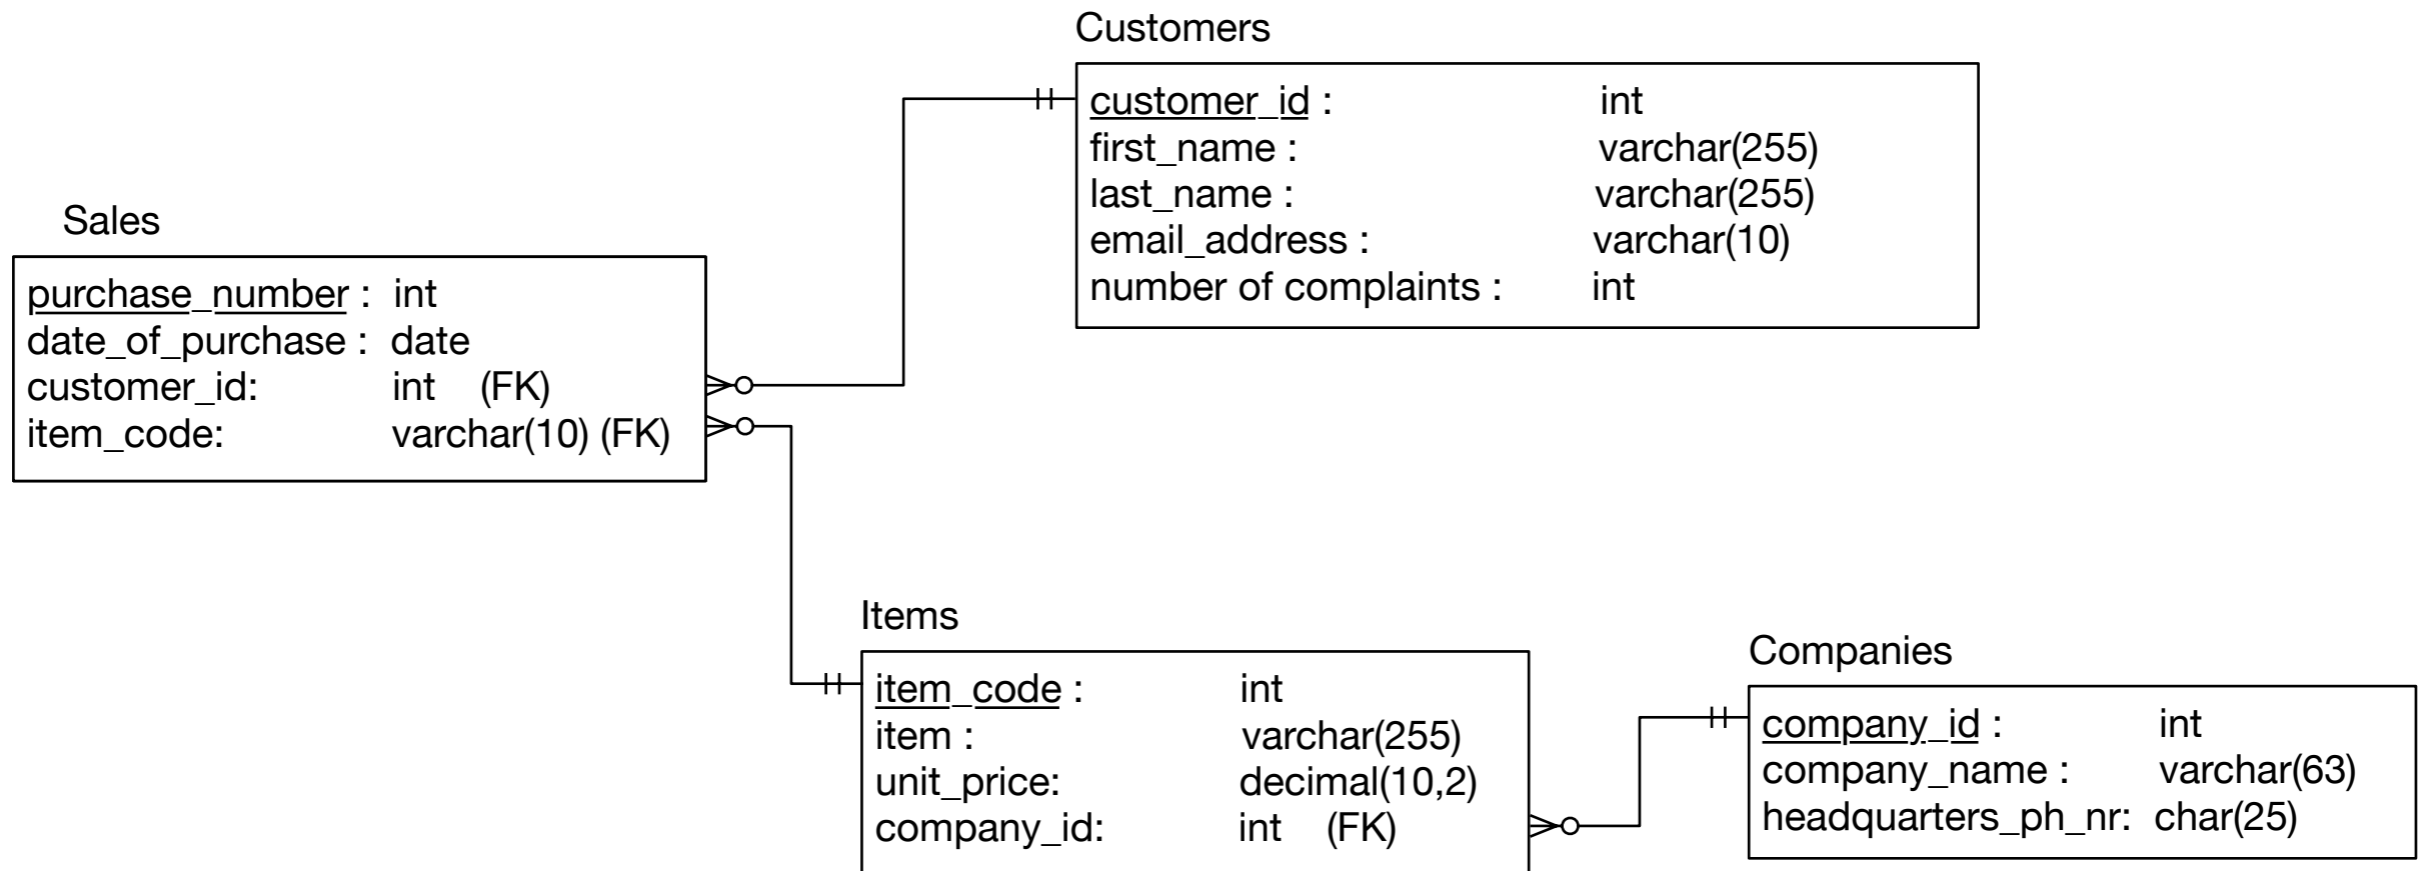 Customers
customer_id : int
first_name : varchar(255)
last_name : varchar(255)
email_address : varchar(10)
number of complaints : int
Sales
purchase_number : int
date_of_purchase : date
customer_id: int (FK)
item_code: varchar(10) (FK)
Items
item_code : int
item : varchar(255)
unit_price: decimal(10,2)
company_id: int (FK)
Companies
company_id : int
company_name : varchar(63)
headquarters_ph_nr: char(25)